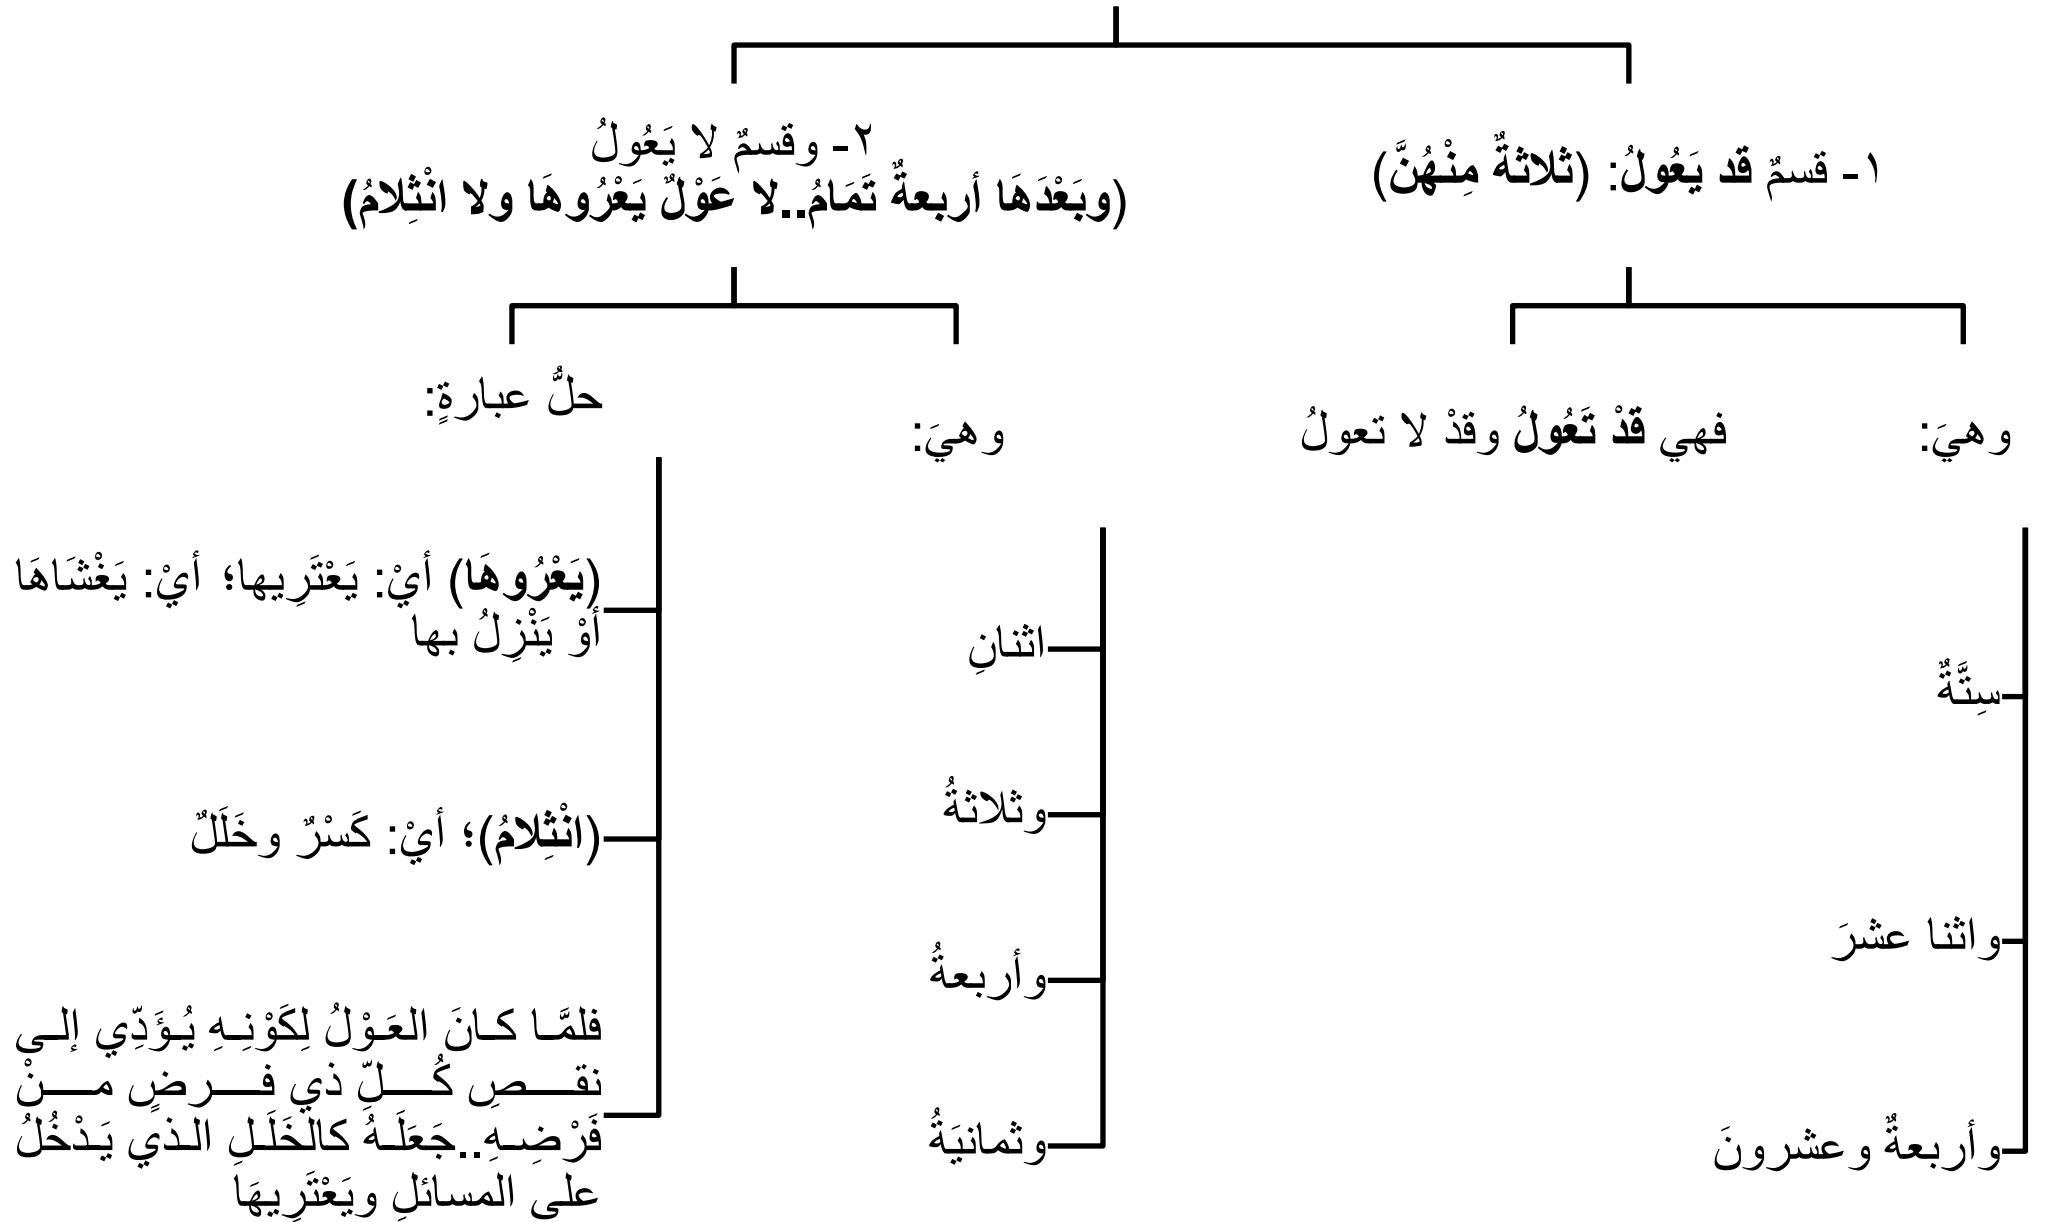 ١- قسمٌ قد يَعُولُ: (ثلاثةٌ مِنْهُنَّ)
وهيَ:
سِتَّةٌ
واثنا عشرَ
وأربعةٌ وعشرونَ
فهي قَدْ تَعُولُ وقدْ لا تعولُ
٢- وقسمٌ لا يَعُولُ
(وبَعْدَهَا أربعةٌ تَمَامُ..لا عَوْلٌ يَعْرُوهَا ولا انْثِلامُ)
وهيَ:
اثنانِ
وثلاثةُ
وأربعةُ
وثمانيَةُ
حلُّ عبارةٍ:
(يَعْرُوهَا) أيْ: يَعْتَرِيها؛ أيْ: يَغْشَاهَا
أوْ يَنْزِلُ بها
(انْثِلامُ)؛ أيْ: كَسْرٌ وخَلَلٌ
فلمَّا كانَ العَوْلُ لِكَوْنِهِ يُؤَدِّي إلى
نقصِ كُلِّ ذي فرضٍ منْ
فَرْضِهِ..جَعَلَهُ كالخَلَلِ الذي يَدْخُلُ
على المسائلِ ويَعْتَرِيهَا